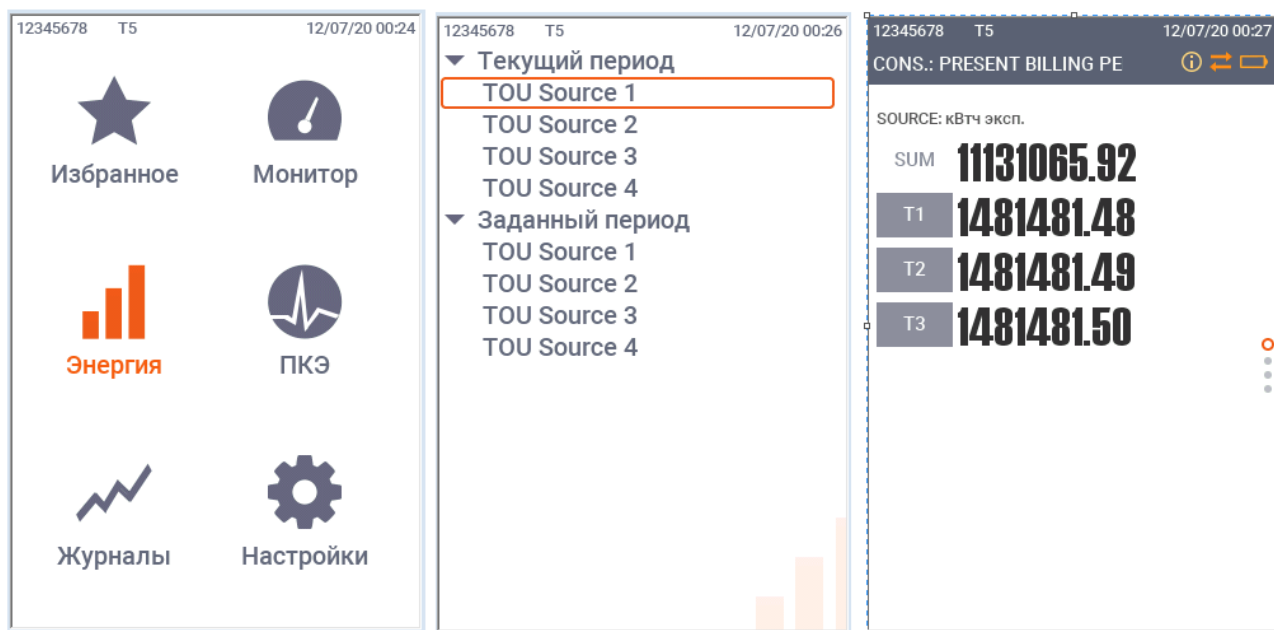 12345678 T5 12/07/20 00:24
Избранное Монитор
Энергия ПКЭ
Журналы Настройки
12345678 T5 12/07/20 00:26
Текущий период
TOU Source 1
TOU Source 2
TOU Source 3
TOU Source 4
Заданный период
TOU Source 1
TOU Source 2
TOU Source 3
TOU Source 4
12345678 T5 12/07/20 00:27
CONS.: PRESENT BILLING PE
SOURCE: кВтч эксп.
SUM 11131065.92
T1 1481481.48
T2 1481481.49
T3 1481481.50